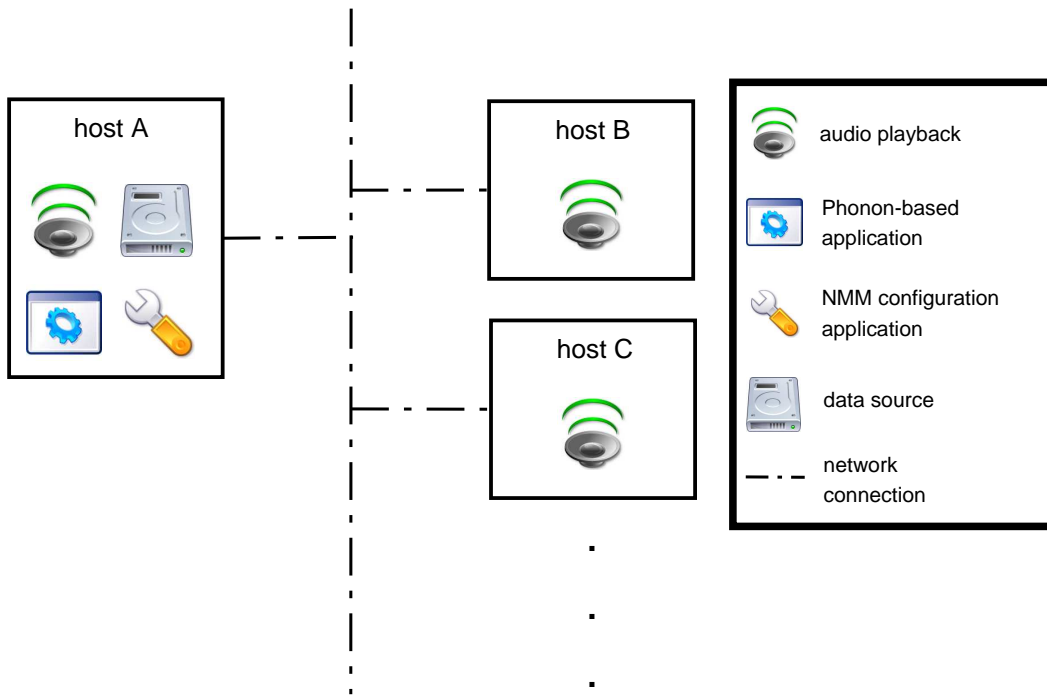 host A
host B
host C
audio playback
Phonon-based
application
NMM configuration
application
data source
network
connection